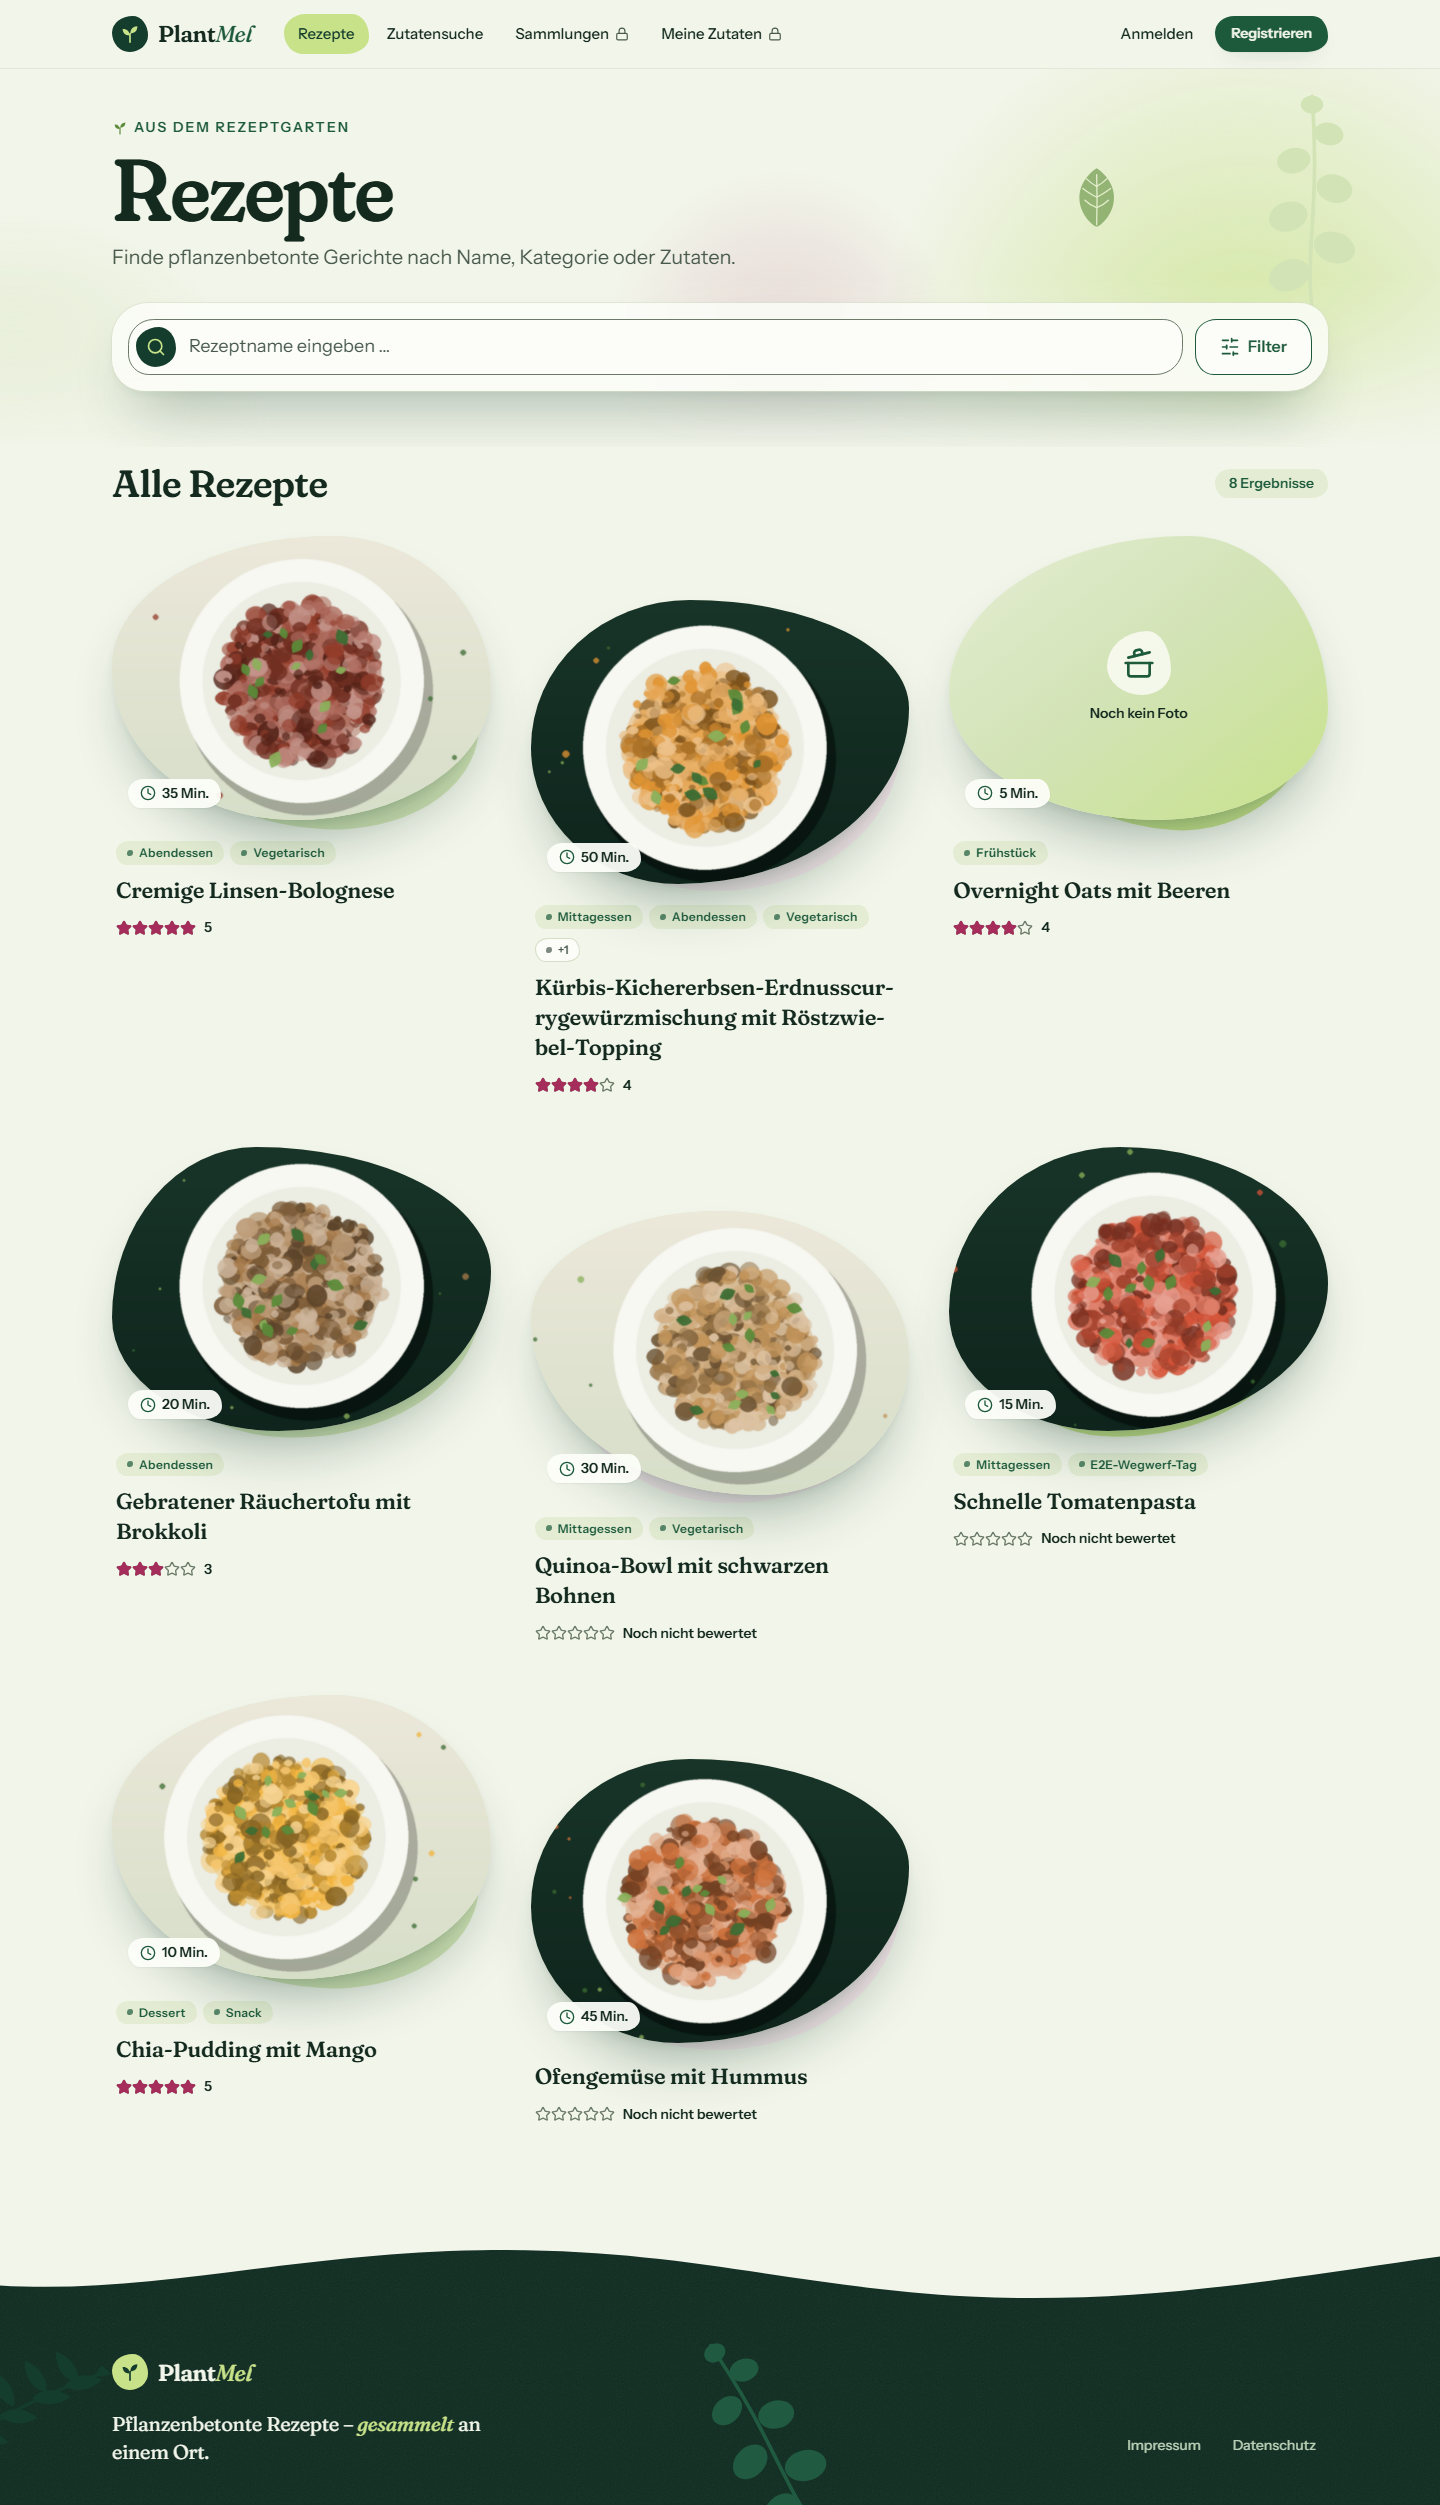 PlantMel
Rezepte
Zutatensuche
Sammlungen
Meine Zutaten
Anmelden
Registrieren
AUS DEM REZEPTGARTEN
Rezepte
Finde pflanzenbetonte Gerichte nach Name, Kategorie oder Zutaten.
Rezeptname eingeben ...
Filter
Alle Rezepte
8 Ergebnisse
35 Min.
Abendessen
Vegetarisch
Cremige Linsen-Bolognese
5
50 Min.
Mittagessen
Abendessen
Vegetarisch
+1
Kürbis-Kichererbsen-Erdnusscur-
rygewürzmischung mit Röstzwie-
bel-Topping
4
Noch kein Foto
5 Min.
Frühstück
Overnight Oats mit Beeren
4
20 Min.
Abendessen
Gebratener Räuchertofu mit
Brokkoli
3
30 Min.
Mittagessen
Vegetarisch
Quinoa-Bowl mit schwarzen
Bohnen
Noch nicht bewertet
15 Min.
Mittagessen
E2E-Wegwerf-Tag
Schnelle Tomatenpasta
Noch nicht bewertet
10 Min.
Dessert
Snack
Chia-Pudding mit Mango
5
45 Min.
Ofengemüse mit Hummus
Noch nicht bewertet
PlantMel
Pflanzenbetonte Rezepte – gesammelt an
einem Ort.
Impressum
Datenschutz